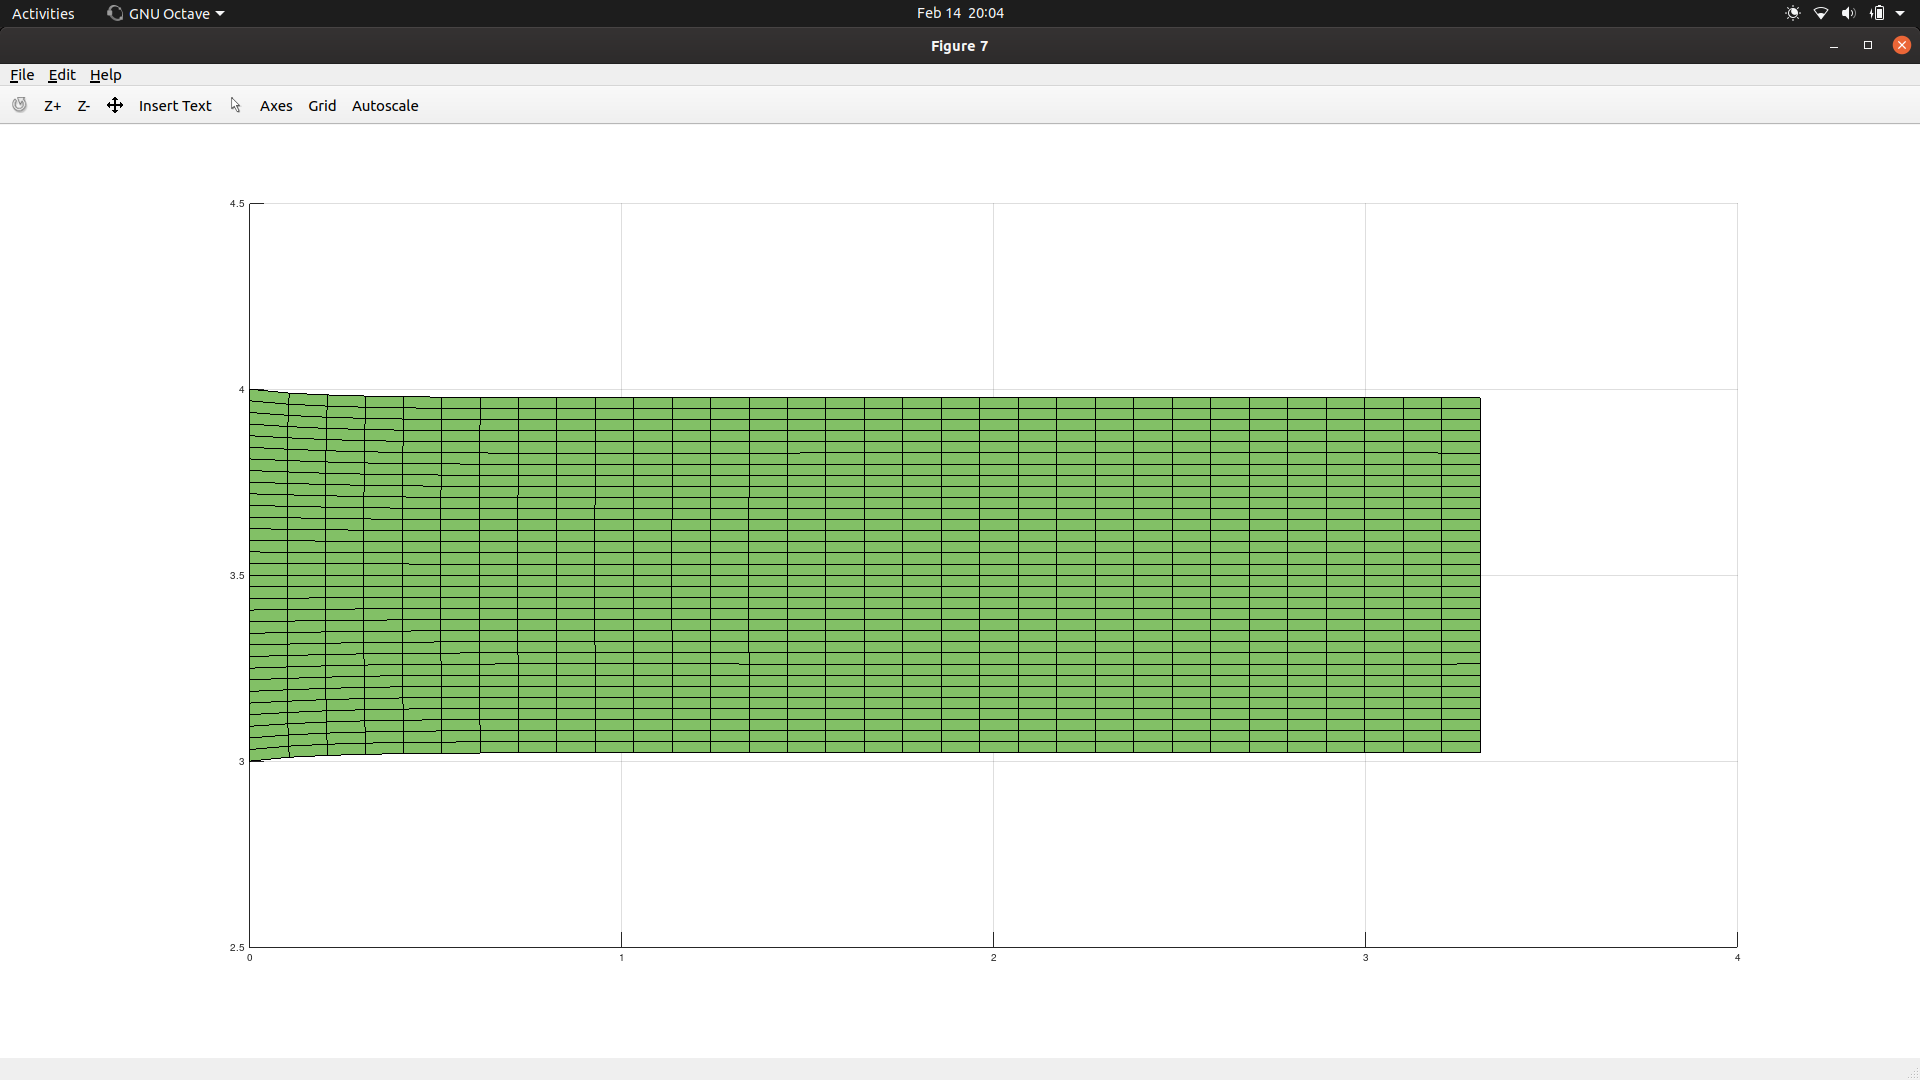 Activities GNU Octave Feb 14 20:04
Figure 7
File Edit Help
Z+ Z- Insert Text Axes Grid Autoscale
4.5
4
3.5
3
2.5
0 1 2 3 4